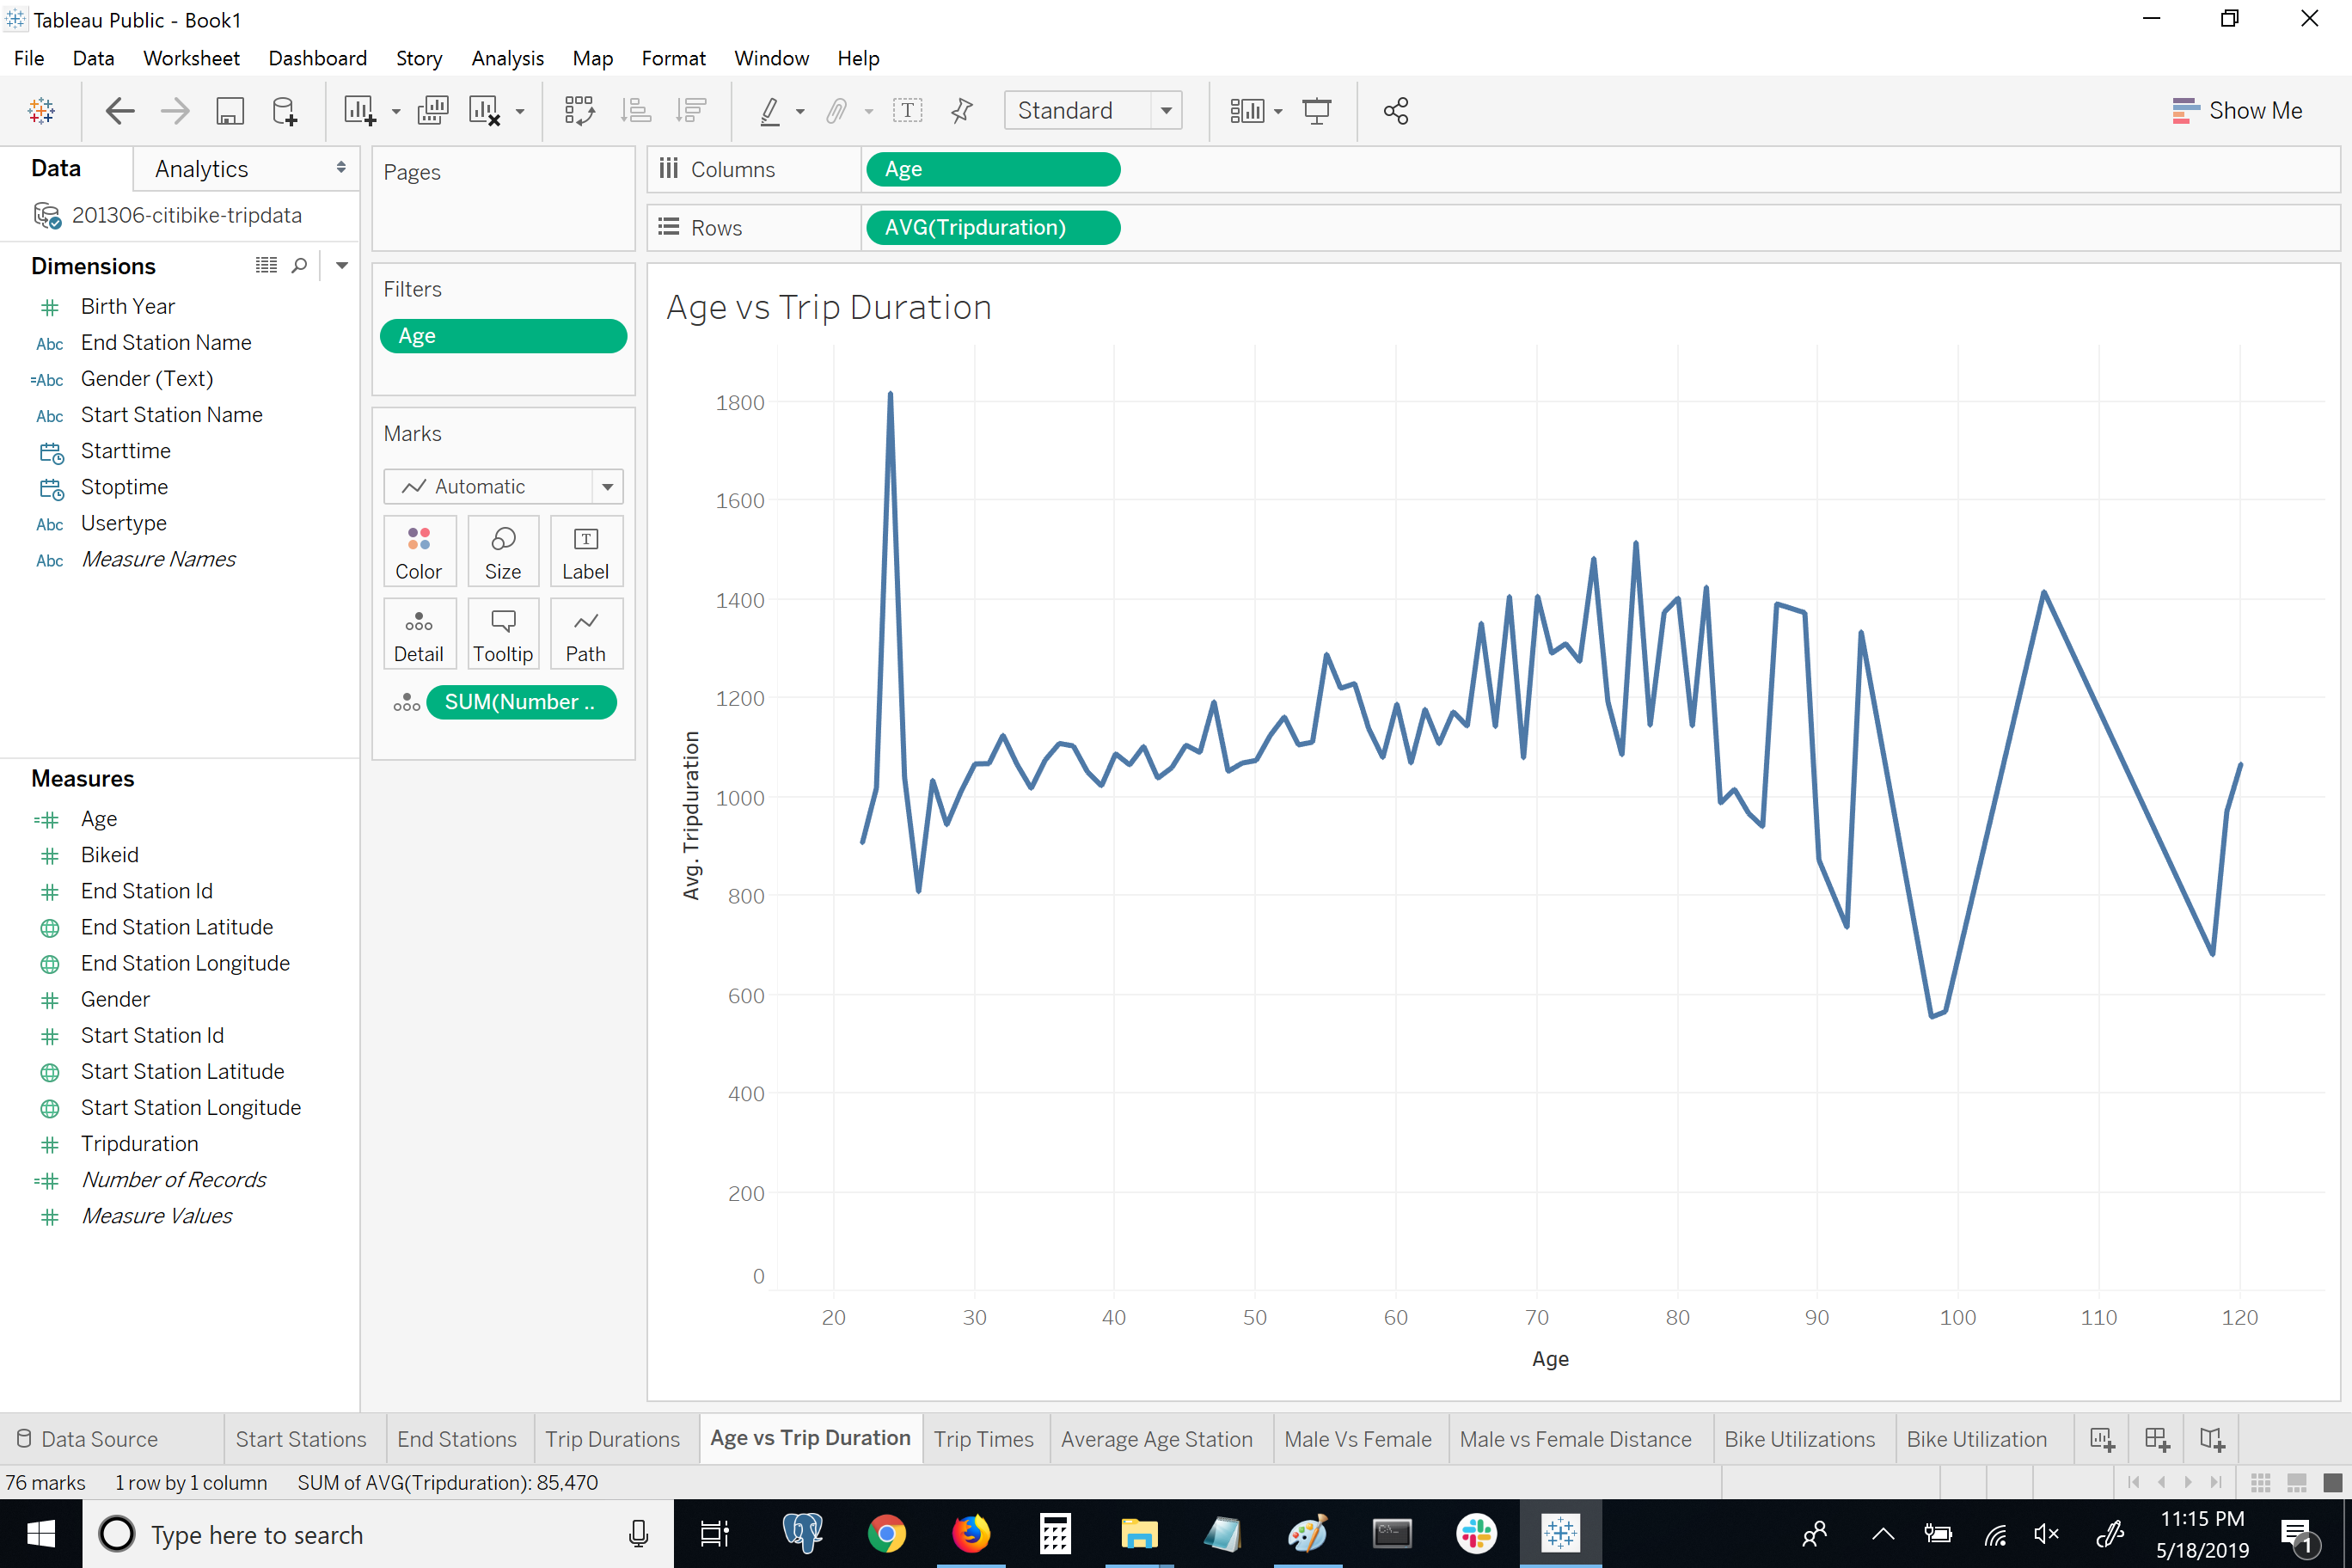 Tableau Public - Book1
File Data Worksheet Dashboard Story Analysis Map Format Window Help
Standard
Show Me
Data Analytics
201306-citibike-tripdata
Dimensions
Birth Year
Abc End Station Name
=Abc Gender (Text)
Abc Start Station Name
Starttime
Stoptime
Abc Usertype
Abc Measure Names
Measures
Age
Bikeid
End Station Id
End Station Latitude
End Station Longitude
Gender
Start Station Id
Start Station Latitude
Start Station Longitude
Tripduration
Number of Records
Measure Values
Pages
Filters
Age
Marks
Automatic
Color Size Label
Detail Tooltip Path
SUM(Number ..
Columns Age
Rows AVG(Tripduration)
Age vs Trip Duration
Avg. Tripduration
1800
1600
1400
1200
1000
800
600
400
200
0
20 30 40 50 60 70 80 90 100 110 120
Age
Data Source Start Stations End Stations Trip Durations Age vs Trip Duration Trip Times Average Age Station Male Vs Female Male vs Female Distance Bike Utilizations Bike Utilization
76 marks 1 row by 1 column SUM of AVG(Tripduration): 85,470
Type here to search
11:15 PM
5/18/2019
1